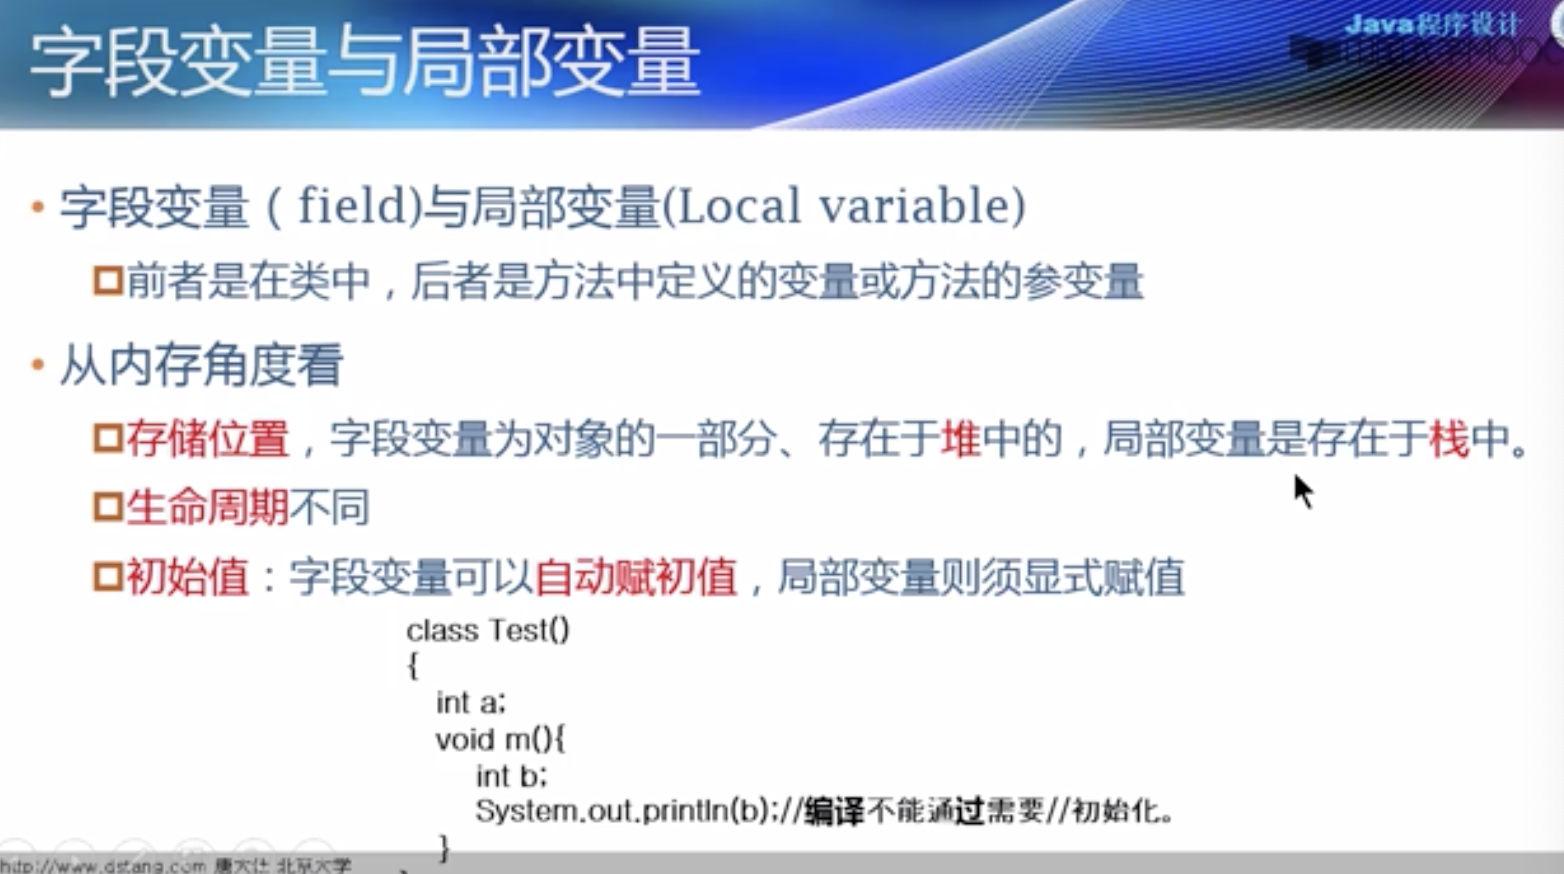 Java程序设计
字段变量与局部变量
• 字段变量（field)与局部变量(Local variable)
前者是在类中，后者是方法中定义的变量或方法的参变量
• 从内存角度看
存储位置，字段变量为对象的一部分、存在于堆中的，局部变量是存在于栈中。
生命周期不同
初始值：字段变量可以自动赋初值，局部变量则须显式赋值
class Test()
{
int a;
void m(){
int b;
System.out.println(b);//编译不能通过需要//初始化。
}
http://www.dstang.com 唐大仕 北京大学